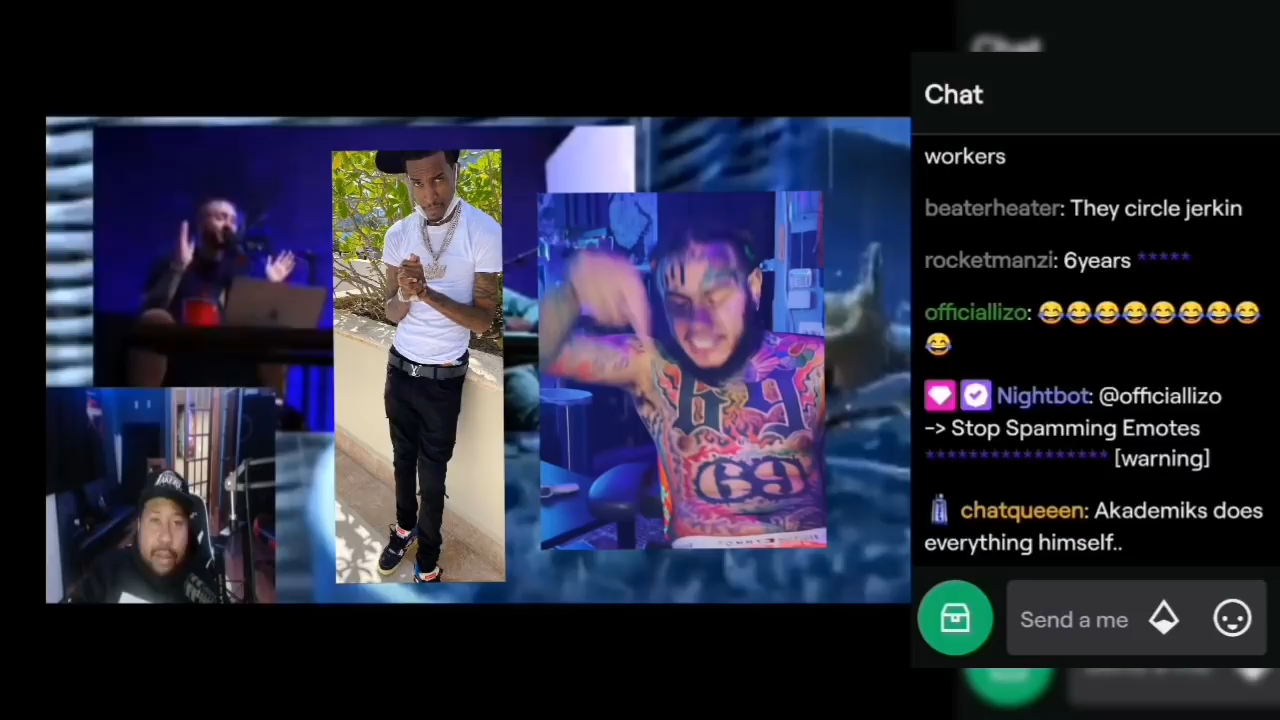 Chat
workers
beaterheater: They circle jerkin
rocketmanzi: 6years *****
officiallizo: 😂😂😂😂😂😂😂😂
😂
Nightbot: @officiallizo
-> Stop Spamming Emotes
***************** [warning]
chatqueeen: Akademiks does
everything himself..
Send a me
69
69